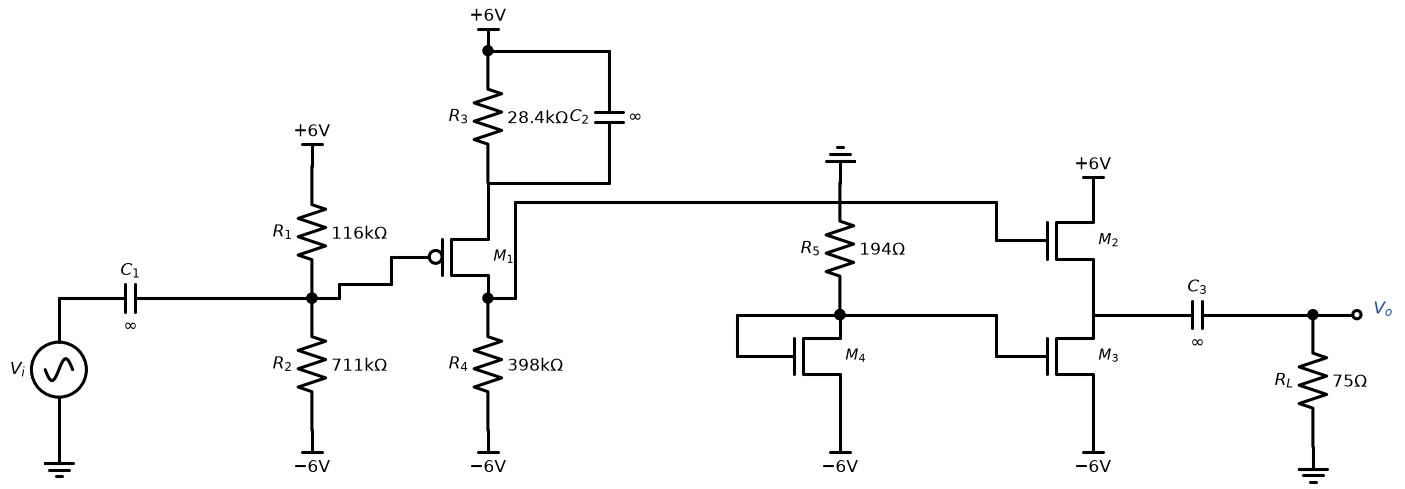 +6V
R3
28.4kΩ
C2
∞
+6V
R1
116kΩ
+6V
R5
194Ω
M2
M1
C1
∞
C3
∞
Vo
Vi
R2
711kΩ
R4
398kΩ
M4
M3
RL
75Ω
−6V
−6V
−6V
−6V